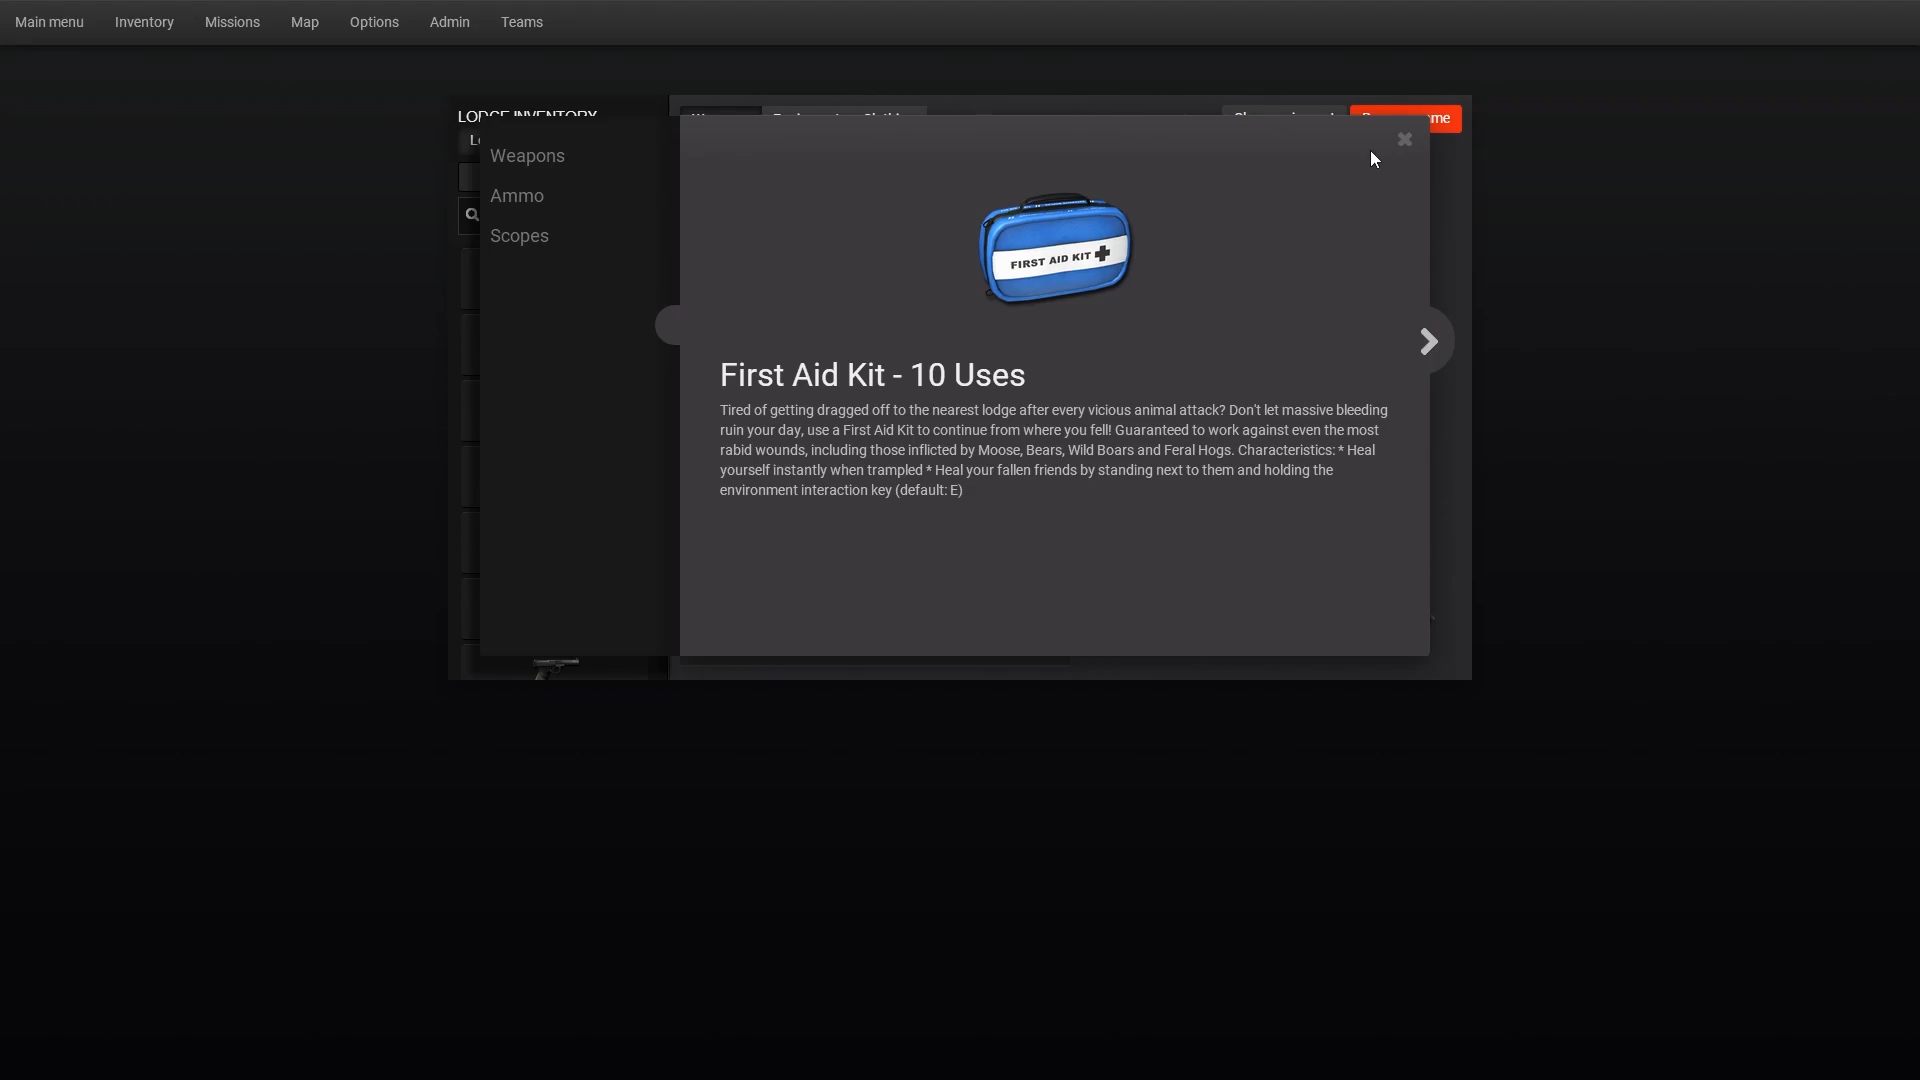 Main menu Inventory Missions Map Options Admin Teams
LODGE INVENTORY
Weapons
Ammo
Scopes
FIRST AID KIT
First Aid Kit - 10 Uses
Tired of getting dragged off to the nearest lodge after every vicious animal attack? Don't let massive bleeding
ruin your day, use a First Aid Kit to continue from where you fell! Guaranteed to work against even the most
rabid wounds, including those inflicted by Moose, Bears, Wild Boars and Feral Hogs. Characteristics: * Heal
yourself instantly when trampled * Heal your fallen friends by standing next to them and holding the
environment interaction key (default: E)